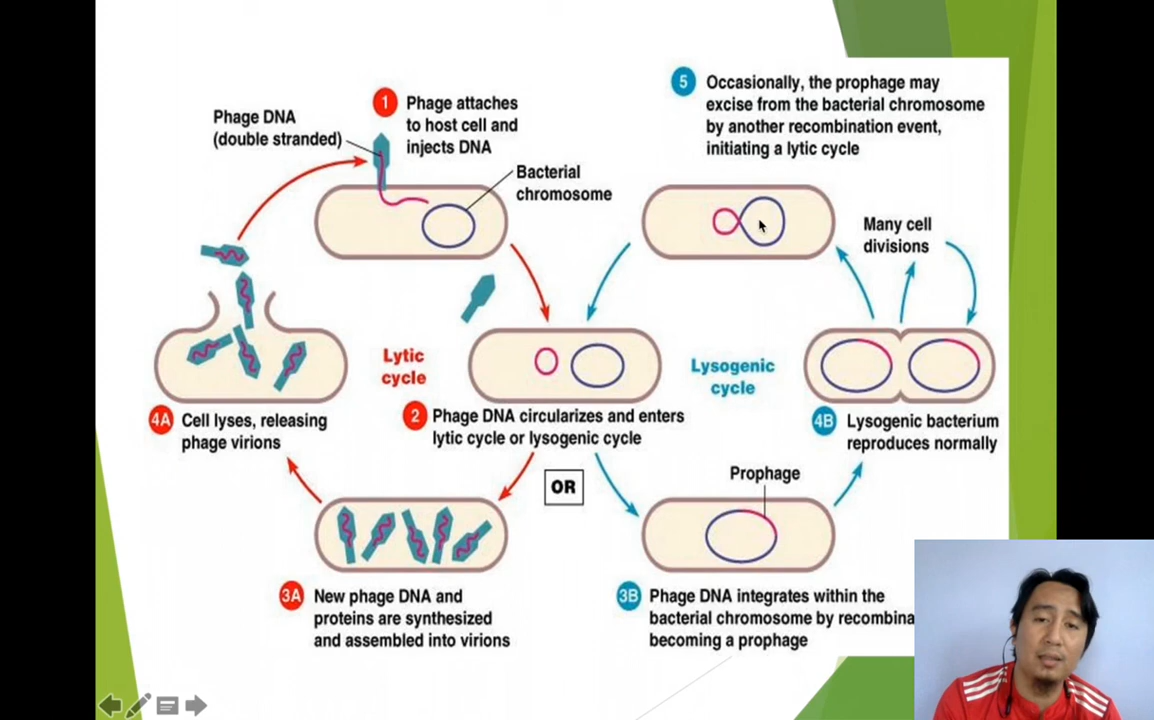 Phage DNA
(double stranded)
1
Phage attaches
to host cell and
injects DNA
Bacterial
chromosome
5
Occasionally, the prophage may
excise from the bacterial chromosome
by another recombination event,
initiating a lytic cycle
Many cell
divisions
Lytic
cycle
Lysogenic
cycle
4A
Cell lyses, releasing
phage virions
2
Phage DNA circularizes and enters
lytic cycle or lysogenic cycle
4B
Lysogenic bacterium
reproduces normally
OR
Prophage
3A
New phage DNA and
proteins are synthesized
and assembled into virions
3B
Phage DNA integrates within the
bacterial chromosome by recombina
becoming a prophage